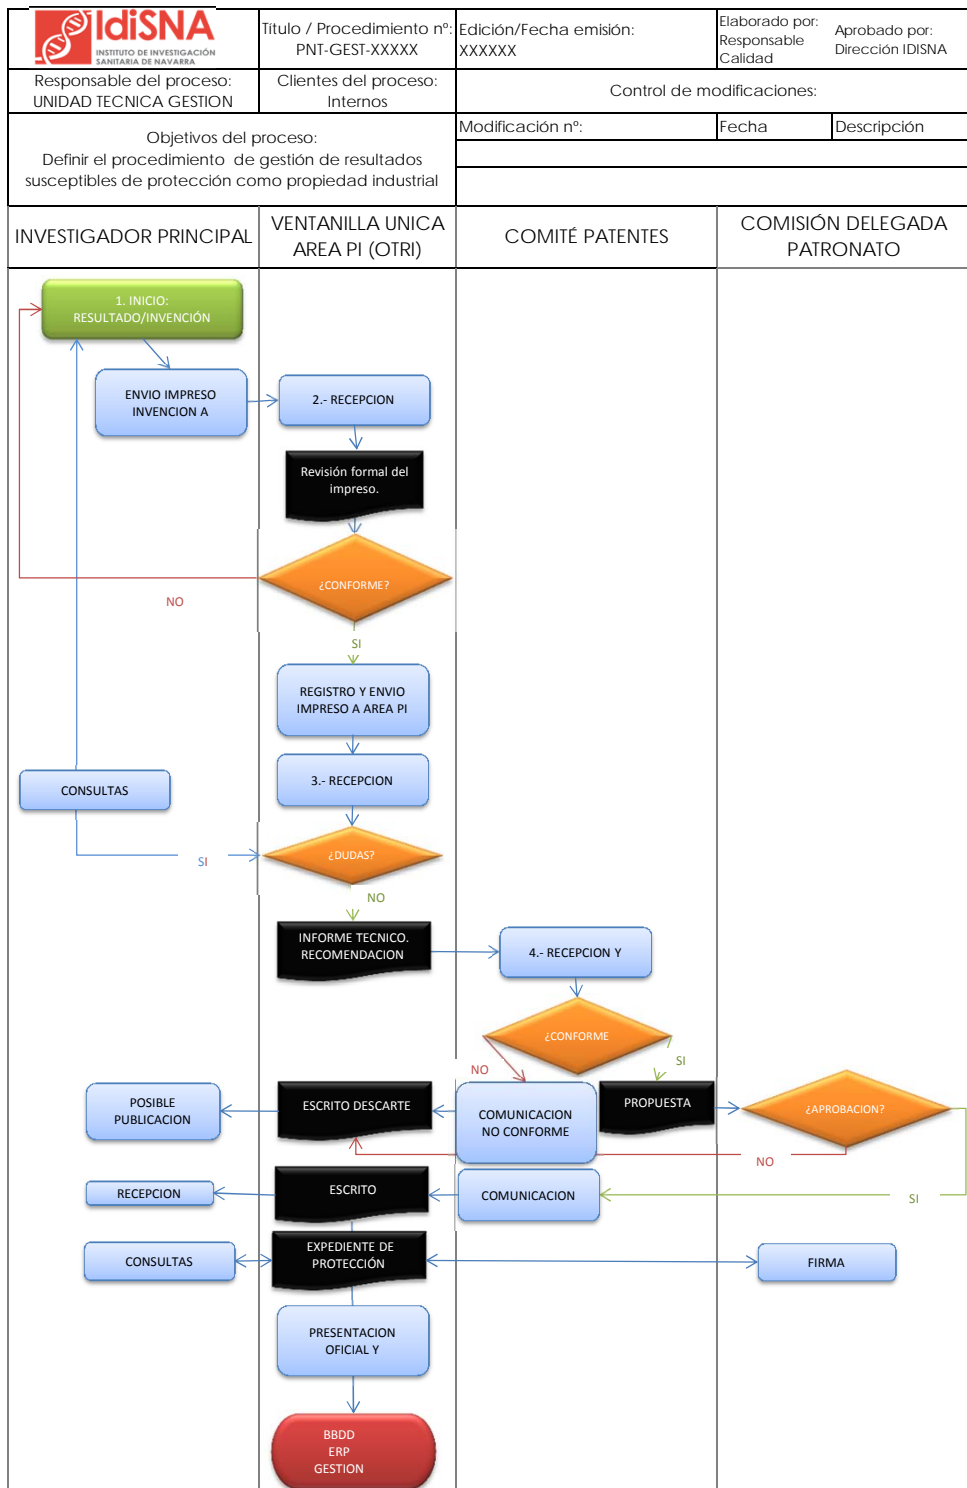 IdiSNA
INSTITUTO DE INVESTIGACIÓN
SANITARIA DE NAVARRA
Título / Procedimiento nº:
PNT-GEST-XXXXX
Edición/Fecha emisión:
XXXXXX
Elaborado por:
Responsable
Calidad
Aprobado por:
Dirección IDISNA
Responsable del proceso:
UNIDAD TECNICA GESTION
Clientes del proceso:
Internos
Control de modificaciones:
Objetivos del proceso:
Definir el procedimiento de gestión de resultados
susceptibles de protección como propiedad industrial
Modificación nº:
Fecha
Descripción
INVESTIGADOR PRINCIPAL
VENTANILLA UNICA
AREA PI (OTRI)
COMITÉ PATENTES
COMISIÓN DELEGADA
PATRONATO
1. INICIO:
RESULTADO/INVENCIÓN
ENVIO IMPRESO
INVENCION A
2.- RECEPCION
Revisión formal del
impreso.
¿CONFORME?
NO
SI
REGISTRO Y ENVIO
IMPRESO A AREA PI
3.- RECEPCION
CONSULTAS
¿DUDAS?
SI
NO
INFORME TECNICO.
RECOMENDACION
4.- RECEPCION Y
¿CONFORME
NO
SI
POSIBLE
PUBLICACION
ESCRITO DESCARTE
COMUNICACION
NO CONFORME
PROPUESTA
¿APROBACION?
NO
RECEPCION
ESCRITO
COMUNICACION
SI
CONSULTAS
EXPEDIENTE DE
PROTECCIÓN
FIRMA
PRESENTACION
OFICIAL Y
BBDD
ERP
GESTION